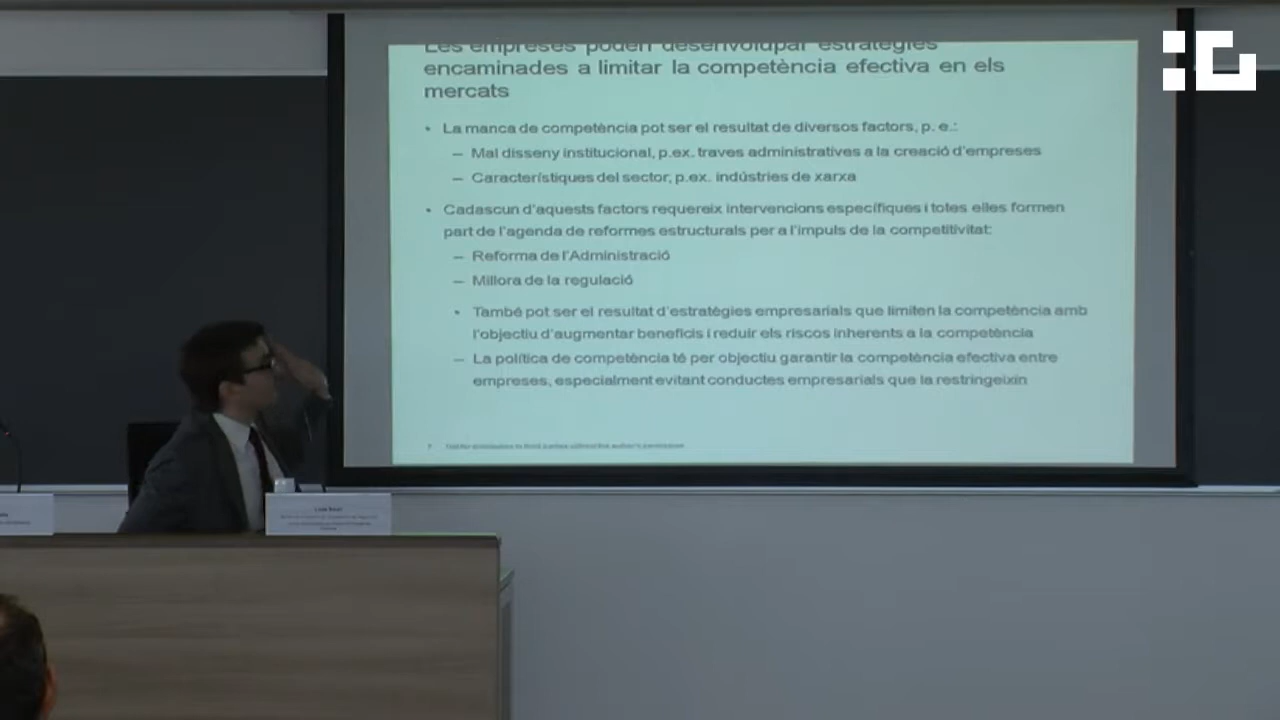 Les empreses poden desenvolupar estratègies
encaminades a limitar la competència efectiva en els
mercats
• La manca de competència pot ser el resultat de diversos factors, p. e.:
– Mal disseny institucional, p.ex. traves administratives a la creació d'empreses
– Característiques del sector, p.ex. indústries de xarxa
• Cadascun d'aquests factors requereix intervencions específiques i totes elles formen
part de l'agenda de reformes estructurals per a l'impuls de la competitivitat:
– Reforma de l'Administració
– Millora de la regulació
• També pot ser el resultat d'estratègies empresarials que limiten la competència amb
l'objectiu d'augmentar beneficis i reduir els riscos inherents a la competència
– La política de competència té per objectiu garantir la competència efectiva entre
empreses, especialment evitant conductes empresarials que la restringeixin